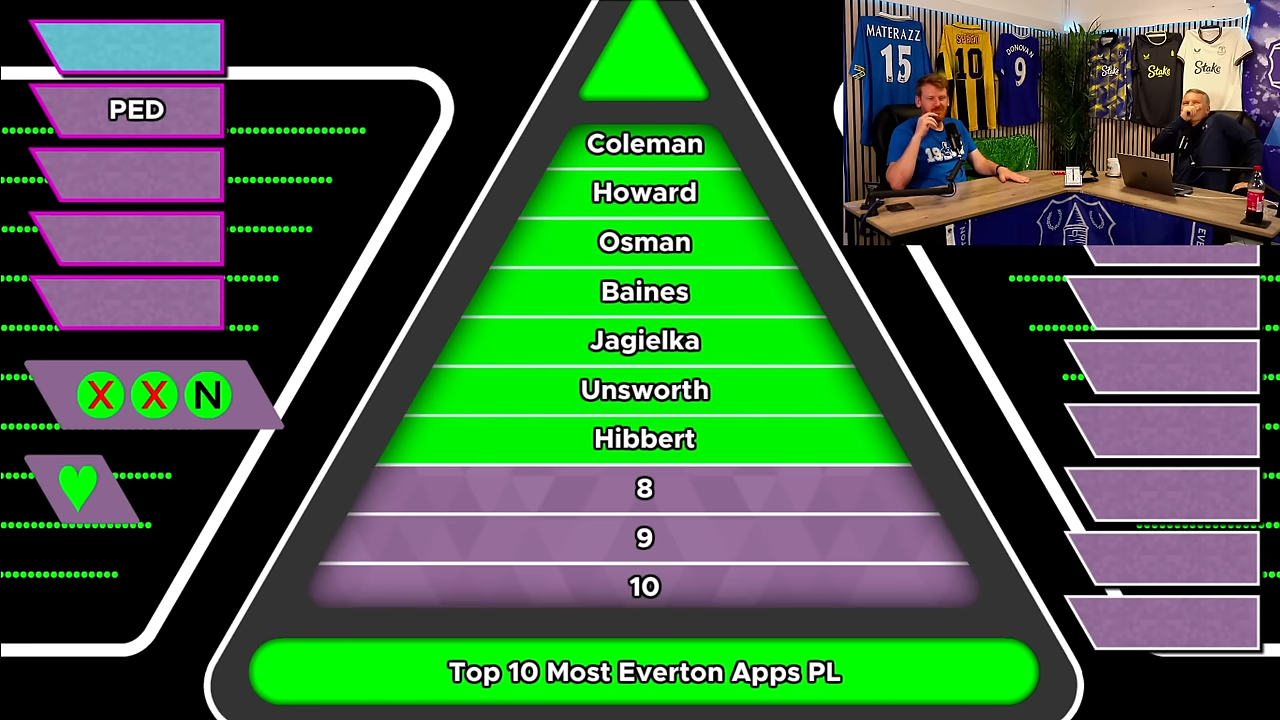 PED
X X N
Coleman
Howard
Osman
Baines
Jagielka
Unsworth
Hibbert
8
9
10
Top 10 Most Everton Apps PL
MATERAZZ
15
10
DONOVAN
9
Stake
Stake
Stake